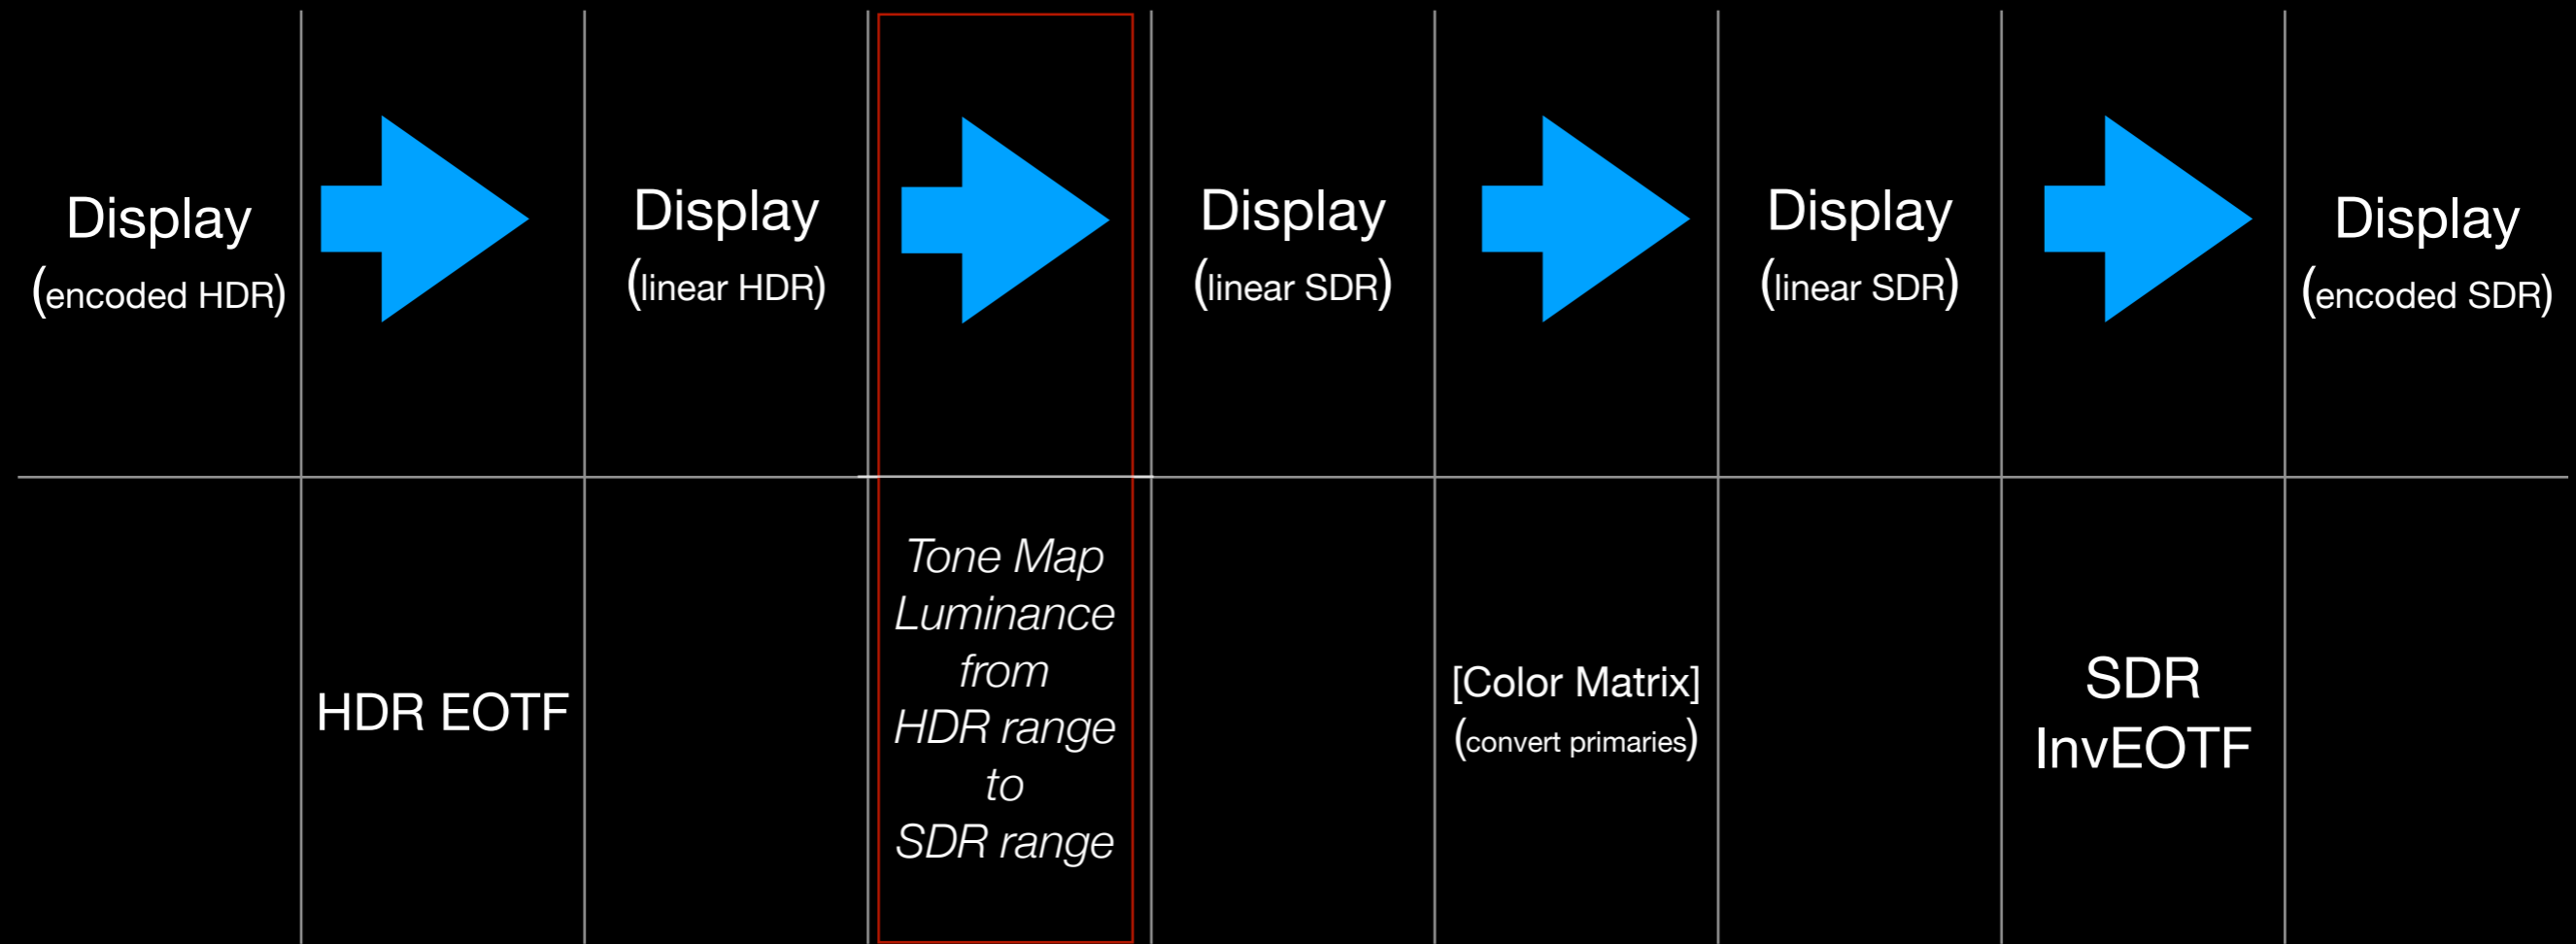 Display
(encoded HDR)
Display
(linear HDR)
Display
(linear SDR)
Display
(linear SDR)
Display
(encoded SDR)
HDR EOTF
Tone Map
Luminance
from
HDR range
to
SDR range
[Color Matrix]
(convert primaries)
SDR
InvEOTF